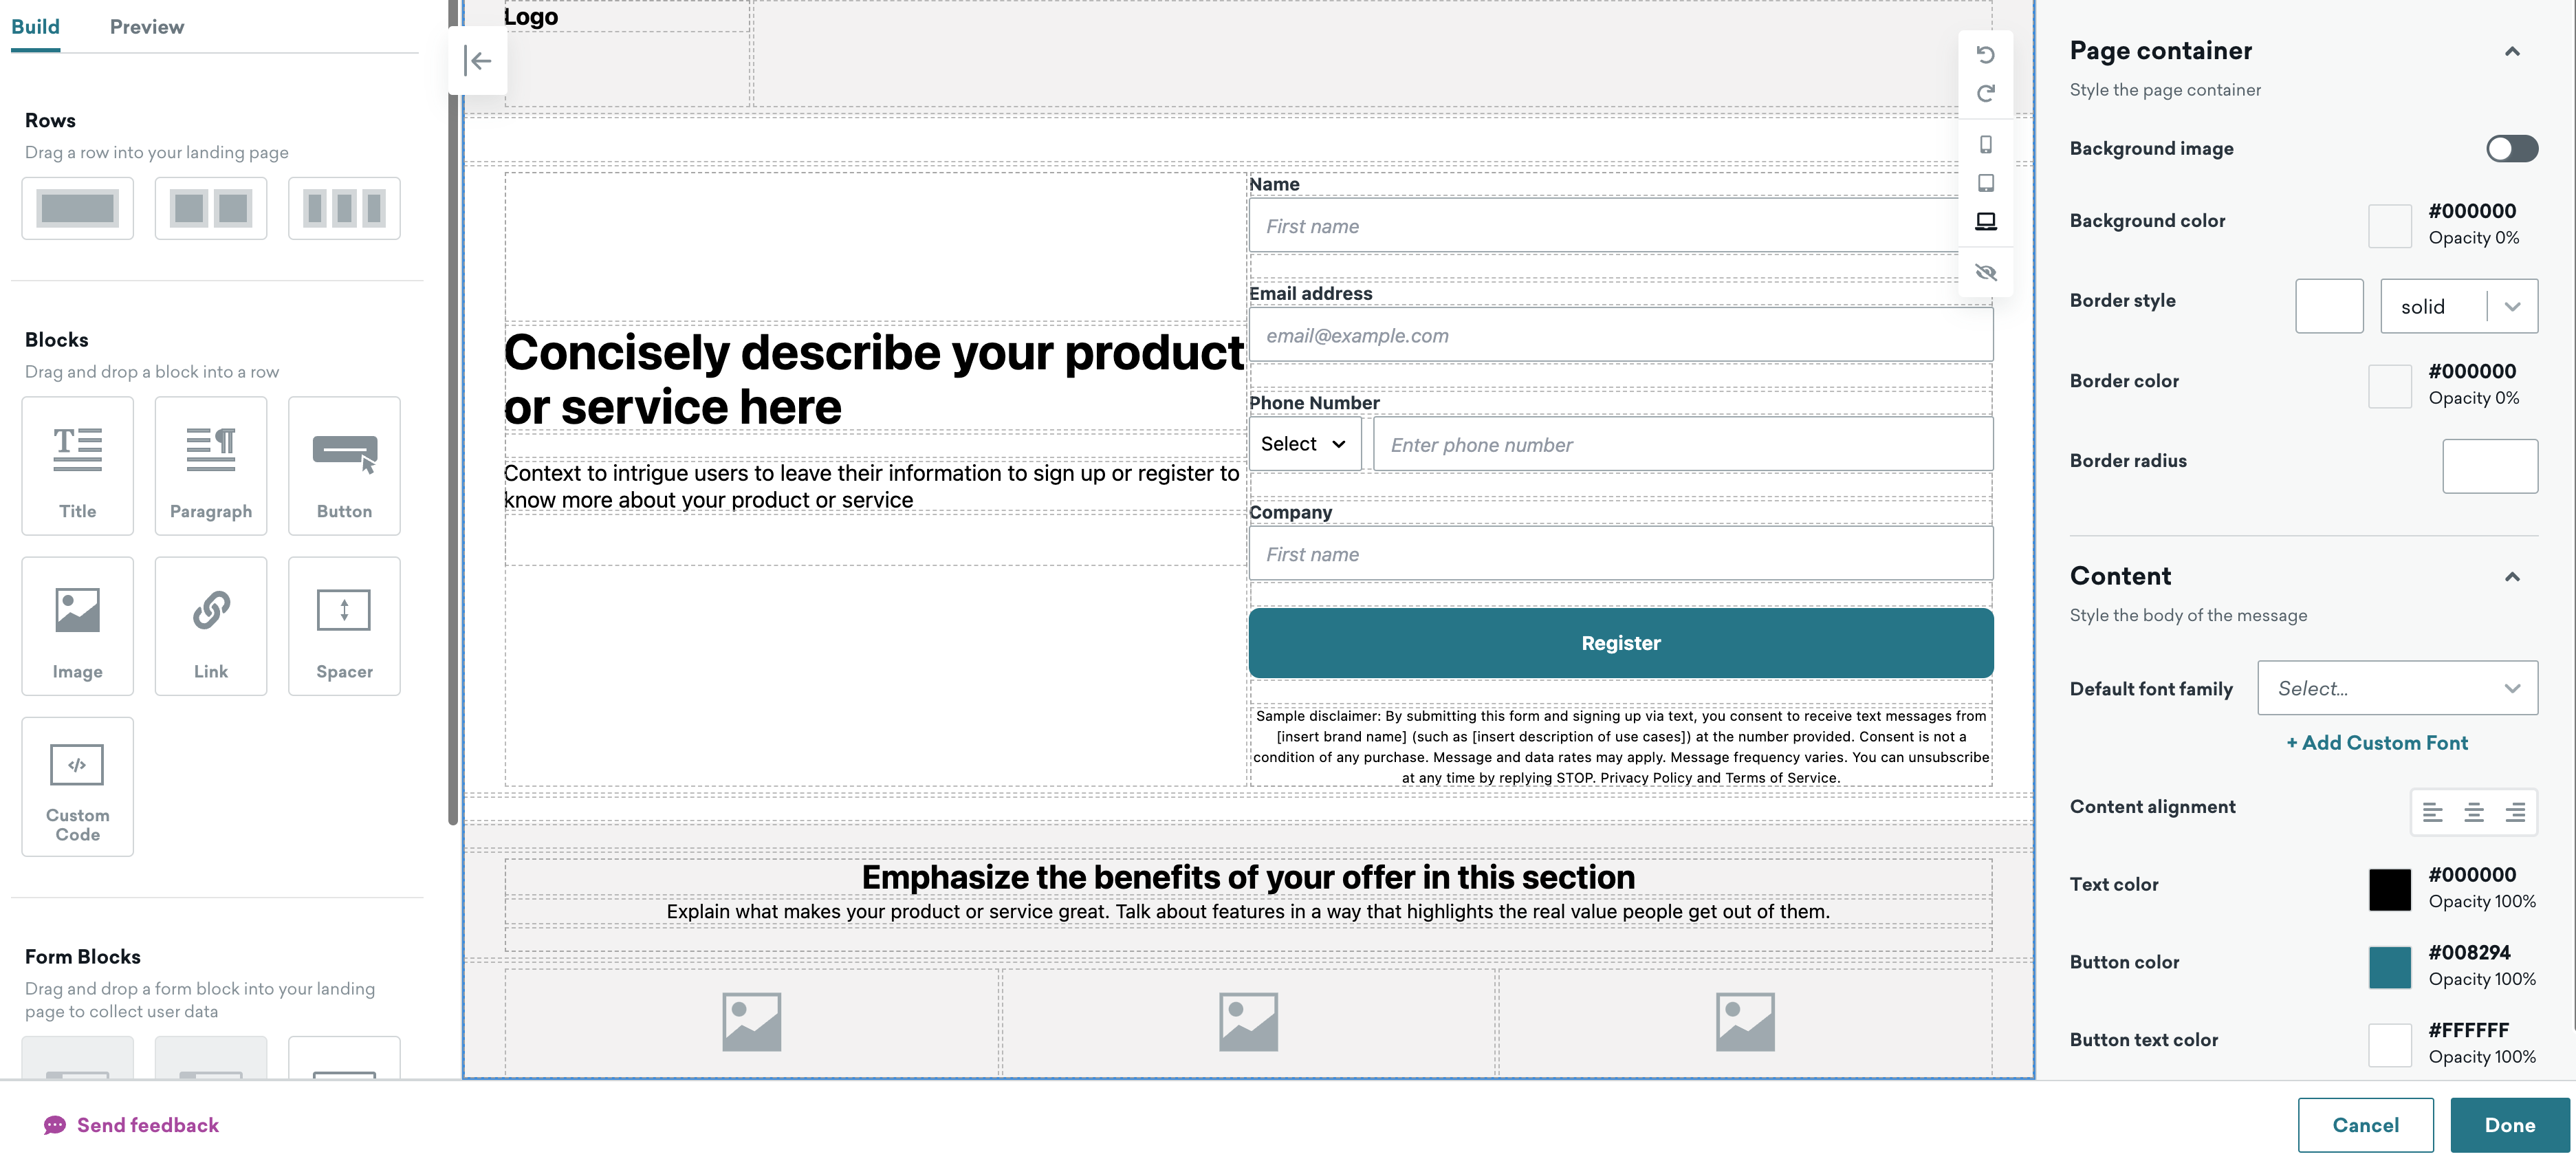 Build
Preview
Rows
Drag a row into your landing page
Blocks
Drag and drop a block into a row
Title
Paragraph
Button
Image
Link
Spacer
Custom
Code
Form Blocks
Drag and drop a form block into your landing
page to collect user data
Logo
Concisely describe your product
or service here
Context to intrigue users to leave their information to sign up or register to
know more about your product or service
Name
First name
Email address
email@example.com
Phone Number
Select
Enter phone number
Company
First name
Register
Sample disclaimer: By submitting this form and signing up via text, you consent to receive text messages from
[insert brand name] (such as [insert description of use cases]) at the number provided. Consent is not a
condition of any purchase. Message and data rates may apply. Message frequency varies. You can unsubscribe
at any time by replying STOP. Privacy Policy and Terms of Service.
Emphasize the benefits of your offer in this section
Explain what makes your product or service great. Talk about features in a way that highlights the real value people get out of them.
Page container
Style the page container
Background image
Background color
#000000
Opacity 0%
Border style
solid
Border color
#000000
Opacity 0%
Border radius
Content
Style the body of the message
Default font family
Select...
+ Add Custom Font
Content alignment
Text color
#000000
Opacity 100%
Button color
#008294
Opacity 100%
Button text color
#FFFFFF
Opacity 100%
Send feedback
Cancel
Done